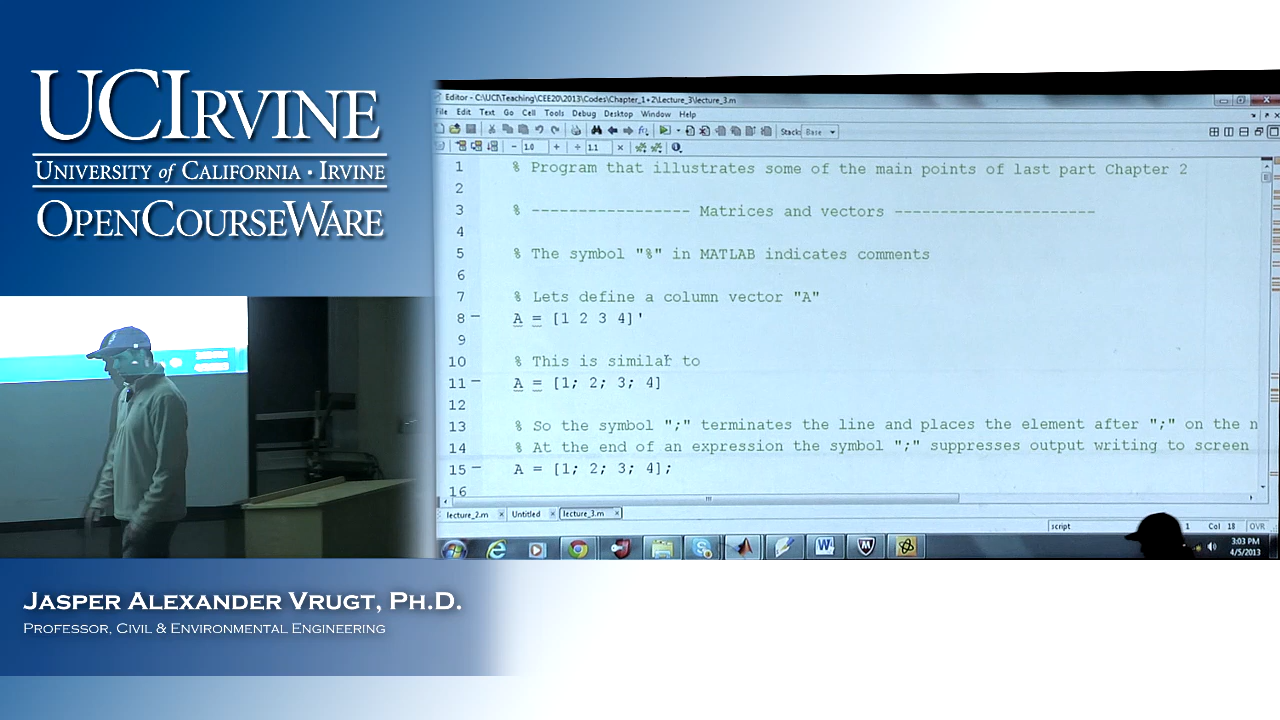 UCIRVINE
UNIVERSITY of CALIFORNIA · IRVINE
OPENCOURSEWARE
Editor - C:\UCI\Teaching\CEE20\2013\Codes\Chapter_1+2\Lecture_3\lecture_3.m
File Edit Text Go Cell Tools Debug Desktop Window Help
Stack: Base
1.0 1.1
1 % Program that illustrates some of the main points of last part Chapter 2
2
3 % ----------------- Matrices and vectors ----------------------
4
5 % The symbol "%" in MATLAB indicates comments
6
7 % Lets define a column vector "A"
8 A = [1 2 3 4]'
9
10 % This is similar to
11 A = [1; 2; 3; 4]
12
13 % So the symbol ";" terminates the line and places the element after ";" on the n
14 % At the end of an expression the symbol ";" suppresses output writing to screen
15 A = [1; 2; 3; 4];
16
lecture_2.m Untitled lecture_3.m
script 1 Col 18 OVR
3:03 PM
4/5/2013
JASPER ALEXANDER VRUGT, PH.D.
PROFESSOR, CIVIL & ENVIRONMENTAL ENGINEERING